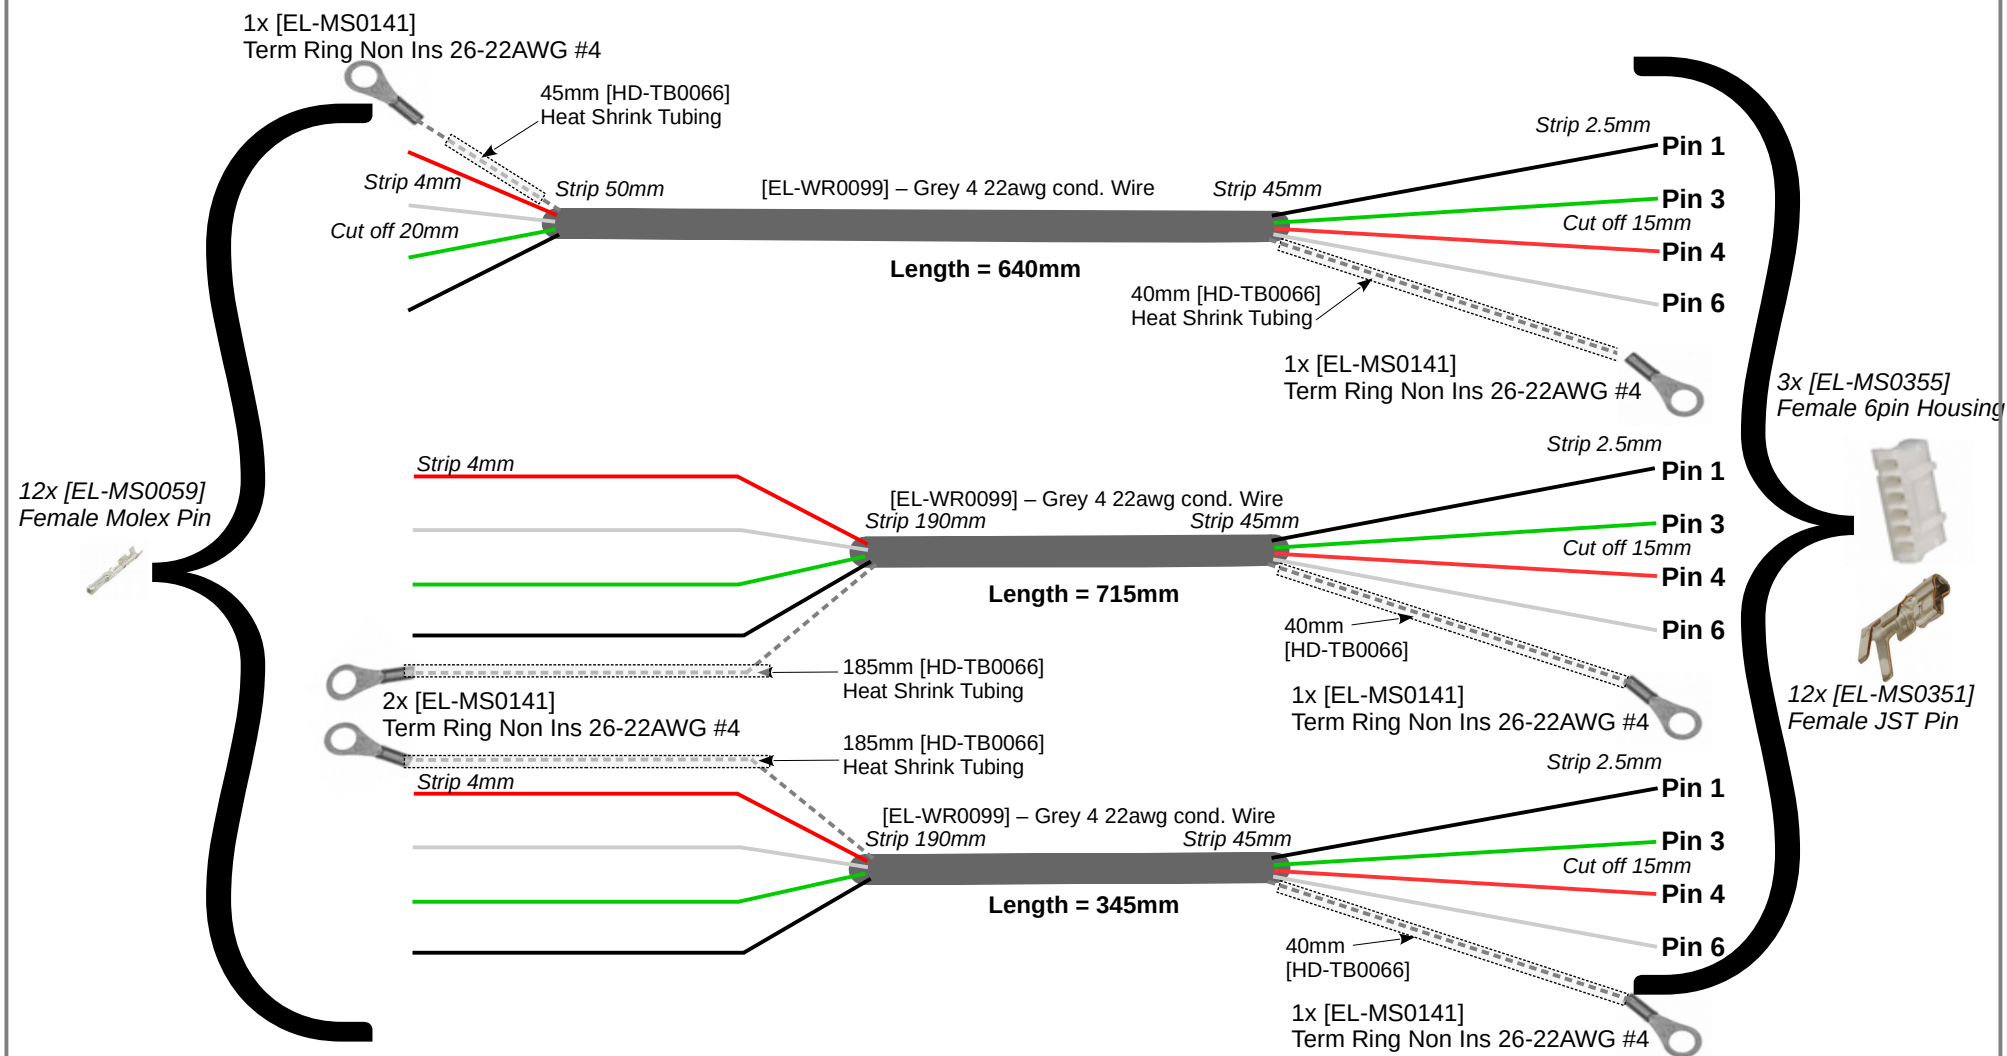 1x [EL-MS0141]
Term Ring Non Ins 26-22AWG #4
45mm [HD-TB0066]
Heat Shrink Tubing
Strip 4mm
Strip 50mm
Cut off 20mm
[EL-WR0099] – Grey 4 22awg cond. Wire
Length = 640mm
Strip 45mm
Strip 2.5mm
Pin 1
Pin 3
Cut off 15mm
Pin 4
Pin 6
40mm [HD-TB0066]
Heat Shrink Tubing
1x [EL-MS0141]
Term Ring Non Ins 26-22AWG #4
3x [EL-MS0355]
Female 6pin Housing
12x [EL-MS0351]
Female JST Pin
12x [EL-MS0059]
Female Molex Pin
Strip 4mm
[EL-WR0099] – Grey 4 22awg cond. Wire
Strip 190mm
Strip 45mm
Length = 715mm
Strip 2.5mm
Pin 1
Pin 3
Cut off 15mm
Pin 4
Pin 6
40mm
[HD-TB0066]
185mm [HD-TB0066]
Heat Shrink Tubing
2x [EL-MS0141]
Term Ring Non Ins 26-22AWG #4
1x [EL-MS0141]
Term Ring Non Ins 26-22AWG #4
185mm [HD-TB0066]
Heat Shrink Tubing
Strip 4mm
[EL-WR0099] – Grey 4 22awg cond. Wire
Strip 190mm
Strip 45mm
Length = 345mm
Strip 2.5mm
Pin 1
Pin 3
Cut off 15mm
Pin 4
Pin 6
40mm
[HD-TB0066]
1x [EL-MS0141]
Term Ring Non Ins 26-22AWG #4